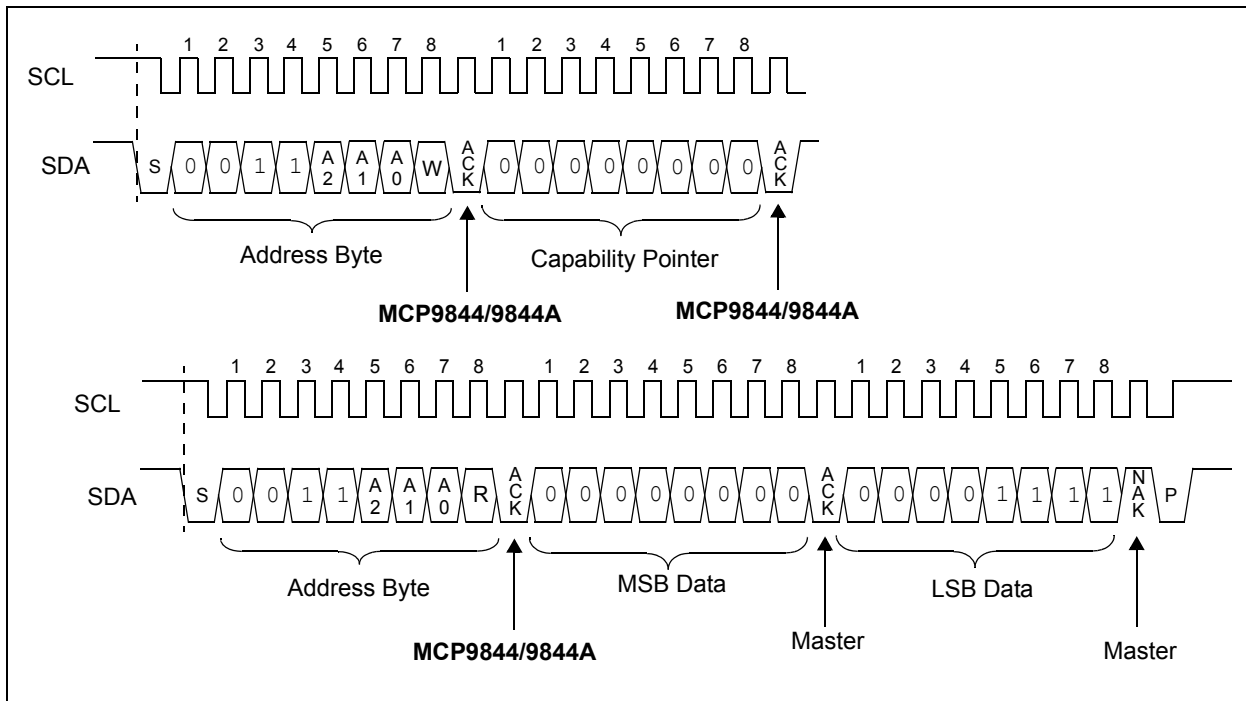 1 2 3 4 5 6 7 8 1 2 3 4 5 6 7 8
SCL
SDA S 0 0 1 1 A2 A1 A0 W ACK 0 0 0 0 0 0 0 0 ACK
Address Byte Capability Pointer
MCP9844/9844A MCP9844/9844A
1 2 3 4 5 6 7 8 1 2 3 4 5 6 7 8 1 2 3 4 5 6 7 8
SCL
SDA S 0 0 1 1 A2 A1 A0 R ACK 0 0 0 0 0 0 0 0 ACK 0 0 0 0 1 1 1 1 NAK P
Address Byte MSB Data LSB Data
MCP9844/9844A Master Master